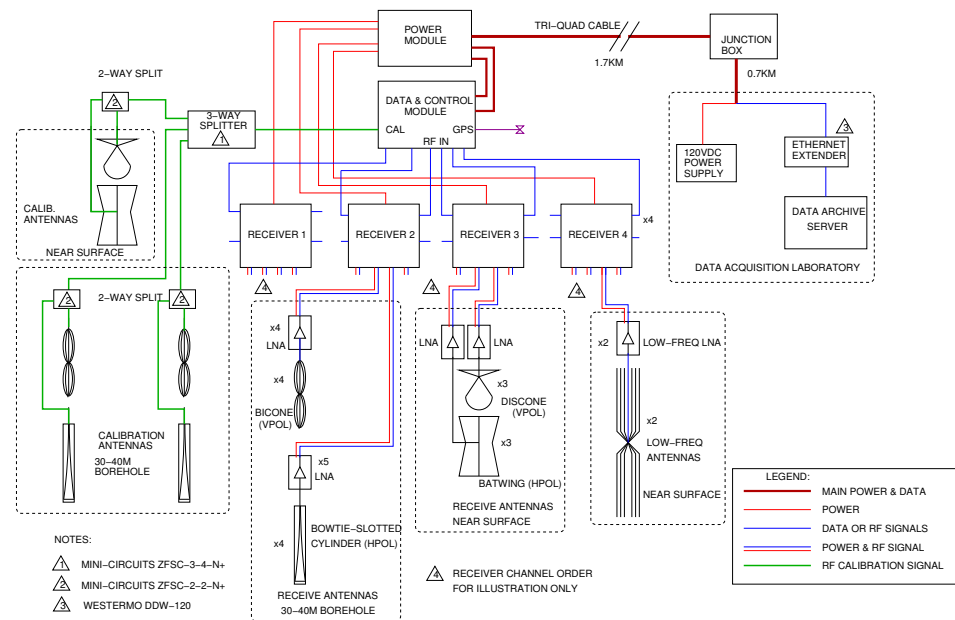 POWER
MODULE
TRI-QUAD CABLE
1.7KM
JUNCTION
BOX
0.7KM
2-WAY SPLIT
2
3-WAY
SPLITTER
1
DATA & CONTROL
MODULE
CAL
GPS
RF IN
3
120VDC
POWER
SUPPLY
ETHERNET
EXTENDER
DATA ARCHIVE
SERVER
DATA ACQUISITION LABORATORY
CALIB.
ANTENNAS
NEAR SURFACE
RECEIVER 1
RECEIVER 2
RECEIVER 3
RECEIVER 4
x4
4
4
4
2-WAY SPLIT
2
2
CALIBRATION
ANTENNAS
30-40M
BOREHOLE
x4
LNA
x4
BICONE
(VPOL)
x5
LNA
x4
BOWTIE-SLOTTED
CYLINDER (HPOL)
RECEIVE ANTENNAS
30-40M BOREHOLE
LNA
LNA
x3
DISCONE
(VPOL)
x3
BATWING (HPOL)
RECEIVE ANTENNAS
NEAR SURFACE
x2
LOW-FREQ LNA
x2
LOW-FREQ
ANTENNAS
NEAR SURFACE
NOTES:
1 MINI-CIRCUITS ZFSC-3-4-N+
2 MINI-CIRCUITS ZFSC-2-2-N+
3 WESTERMO DDW-120
4 RECEIVER CHANNEL ORDER
FOR ILLUSTRATION ONLY
LEGEND:
MAIN POWER & DATA
POWER
DATA OR RF SIGNALS
POWER & RF SIGNAL
RF CALIBRATION SIGNAL